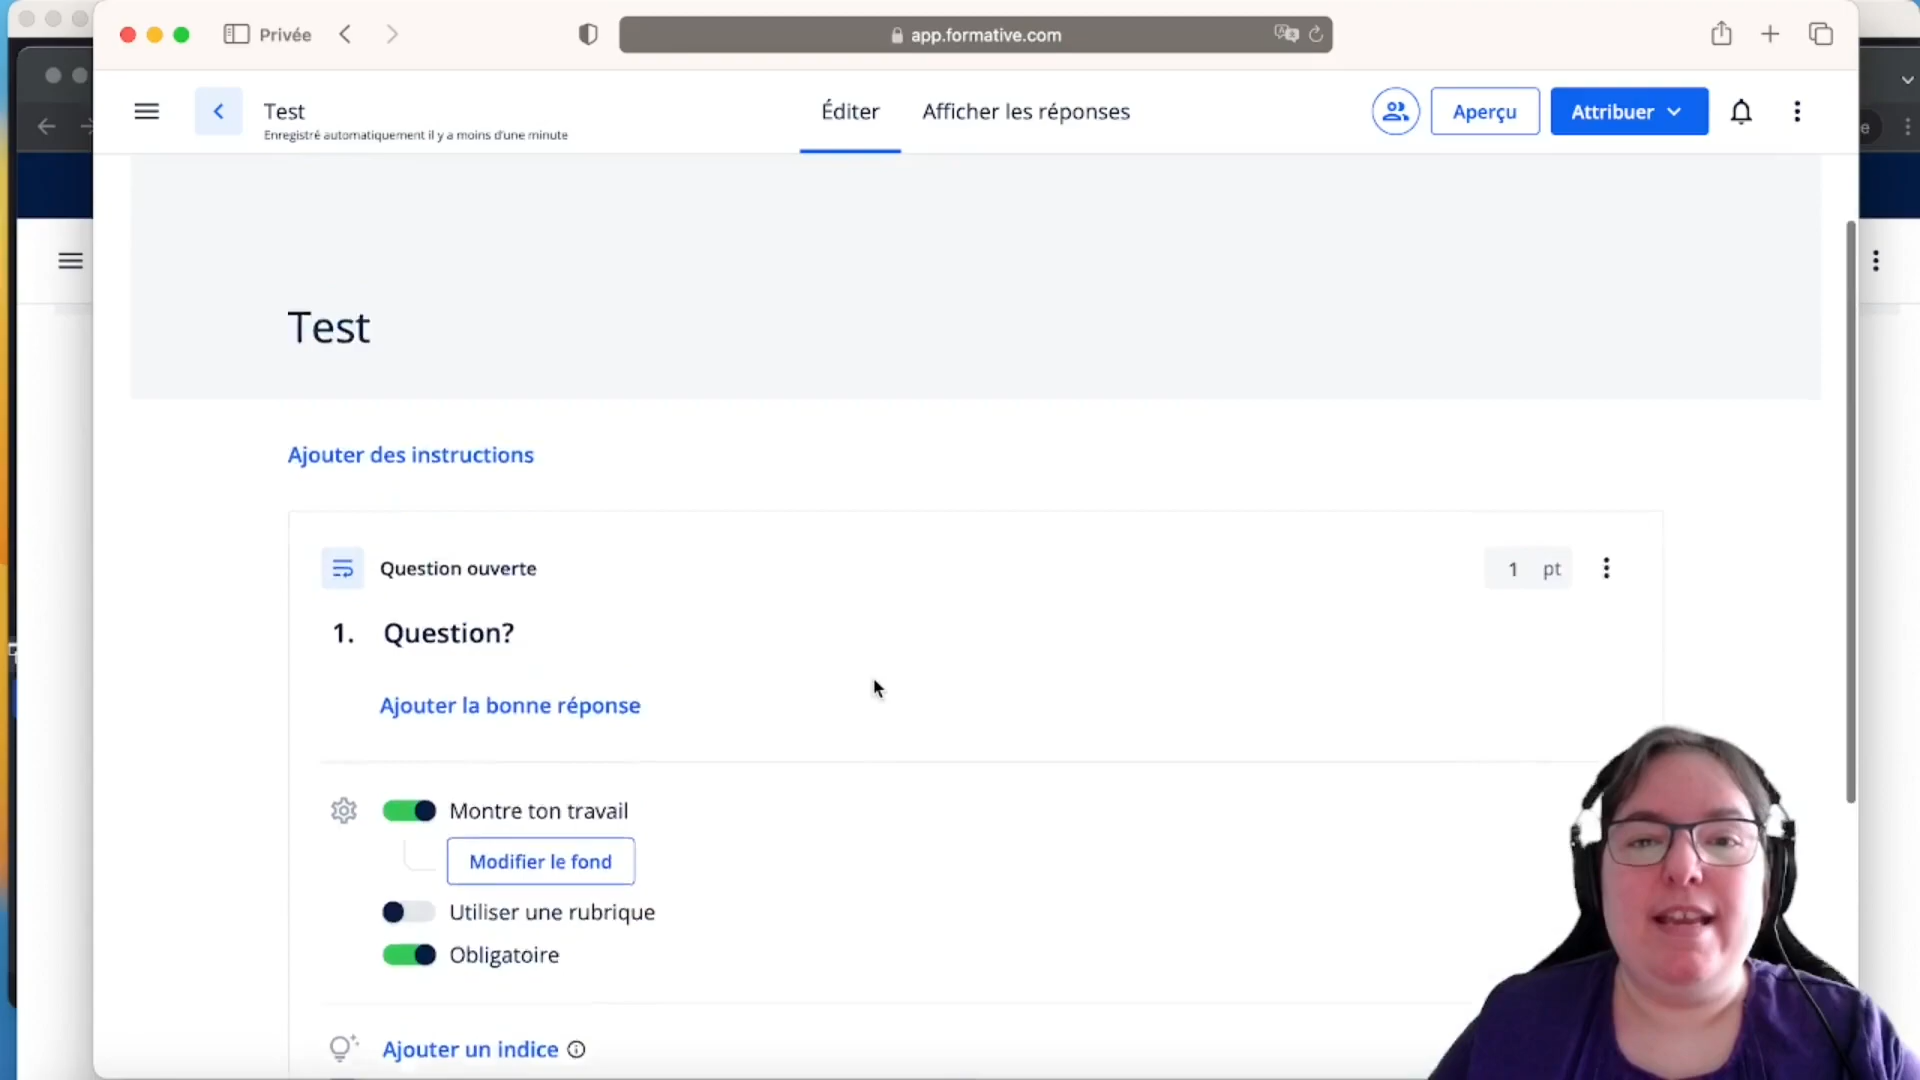 Privée
app.formative.com
Test
Enregistré automatiquement il y a moins d'une minute
Éditer
Afficher les réponses
Aperçu
Attribuer
e
Test
Ajouter des instructions
Question ouverte
1 pt
1. Question?
Ajouter la bonne réponse
Montre ton travail
Modifier le fond
Utiliser une rubrique
Obligatoire
Ajouter un indice